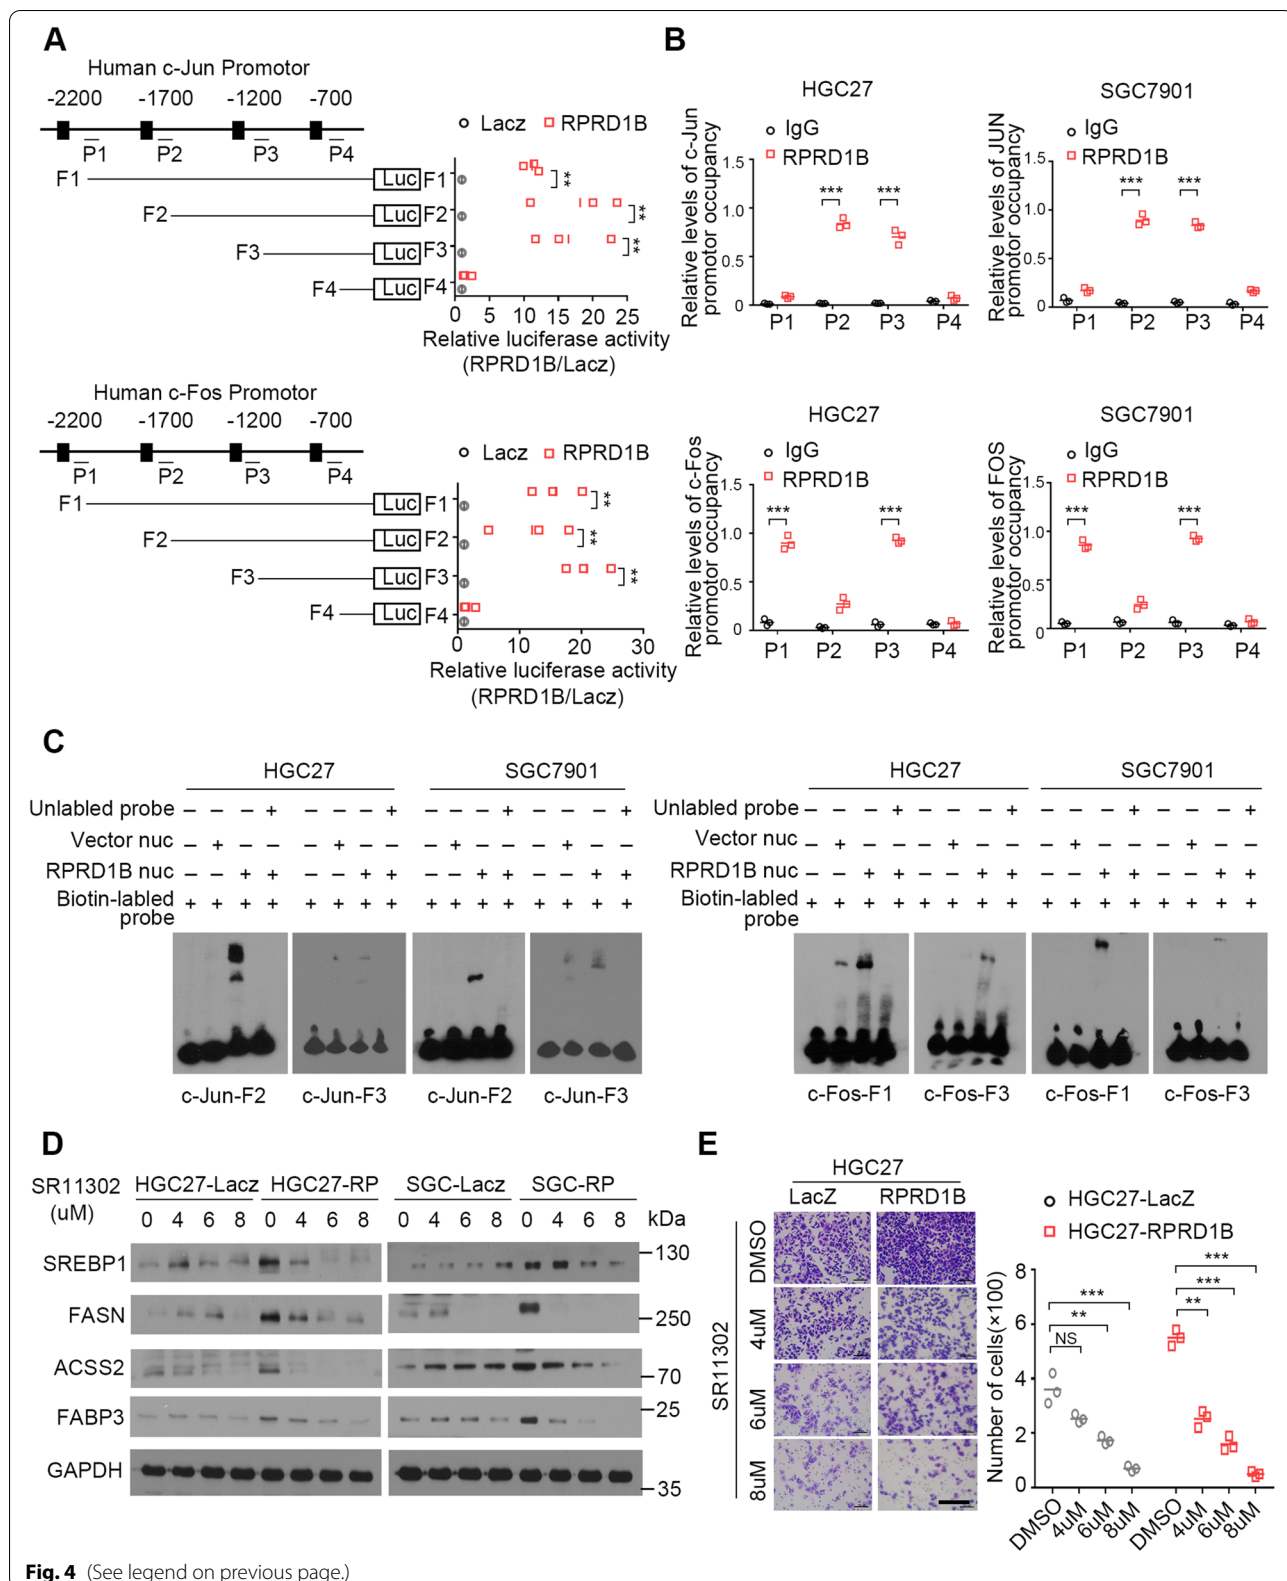 A
Human c-Jun Promotor
-2200 -1700 -1200 -700
P1 P2 P3 P4
Lacz RPRD1B
F1 Luc F1 **
F2 Luc F2 **
F3 Luc F3 **
F4 Luc F4
0 5 10 15 20 25
Relative luciferase activity
(RPRD1B/Lacz)
Human c-Fos Promotor
-2200 -1700 -1200 -700
P1 P2 P3 P4
Lacz RPRD1B
F1 Luc F1 **
F2 Luc F2 **
F3 Luc F3 **
F4 Luc F4
0 10 20 30
Relative luciferase activity
(RPRD1B/Lacz)
B
HGC27
IgG
RPRD1B
Relative levels of c-Jun
promotor occupancy
1.5
1.0
0.5
0
*** ***
P1 P2 P3 P4
SGC7901
IgG
RPRD1B
Relative levels of JUN
promotor occupancy
1.5
1.0
0.5
0
*** ***
P1 P2 P3 P4
HGC27
IgG
RPRD1B
Relative levels of c-Fos
promotor occupancy
1.5
1.0
0.5
0
*** ***
P1 P2 P3 P4
SGC7901
IgG
RPRD1B
Relative levels of FOS
promotor occupancy
1.5
1.0
0.5
0
*** ***
P1 P2 P3 P4
C
HGC27 SGC7901
Unlabled probe − − − + − − − + − − − + − − − +
Vector nuc − + − − − + − − − + − − − + − −
RPRD1B nuc − − + + − − + + − − + + − − + +
Biotin-labled
probe + + + + + + + + + + + + + + + +
c-Jun-F2 c-Jun-F3 c-Jun-F2 c-Jun-F3
HGC27 SGC7901
Unlabled probe − − − + − − − + − − − + − − − +
Vector nuc − + − − − + − − − + − − − + − −
RPRD1B nuc − − + + − − + + − − + + − − + +
Biotin-labled
probe + + + + + + + + + + + + + + + +
c-Fos-F1 c-Fos-F3 c-Fos-F1 c-Fos-F3
D
SR11302
(uM)
HGC27-Lacz HGC27-RP SGC-Lacz SGC-RP
0 4 6 8 0 4 6 8 0 4 6 8 0 4 6 8 kDa
SREBP1 130
FASN 250
ACSS2 70
FABP3 25
GAPDH 35
E
HGC27
LacZ RPRD1B
SR11302
DMSO
4uM
6uM
8uM
HGC27-LacZ
HGC27-RPRD1B
Number of cells(×100)
8
6
4
2
0
NS ** *** ** *** ***
DMSO 4uM 6uM 8uM DMSO 4uM 6uM 8uM
Fig. 4 (See legend on previous page.)